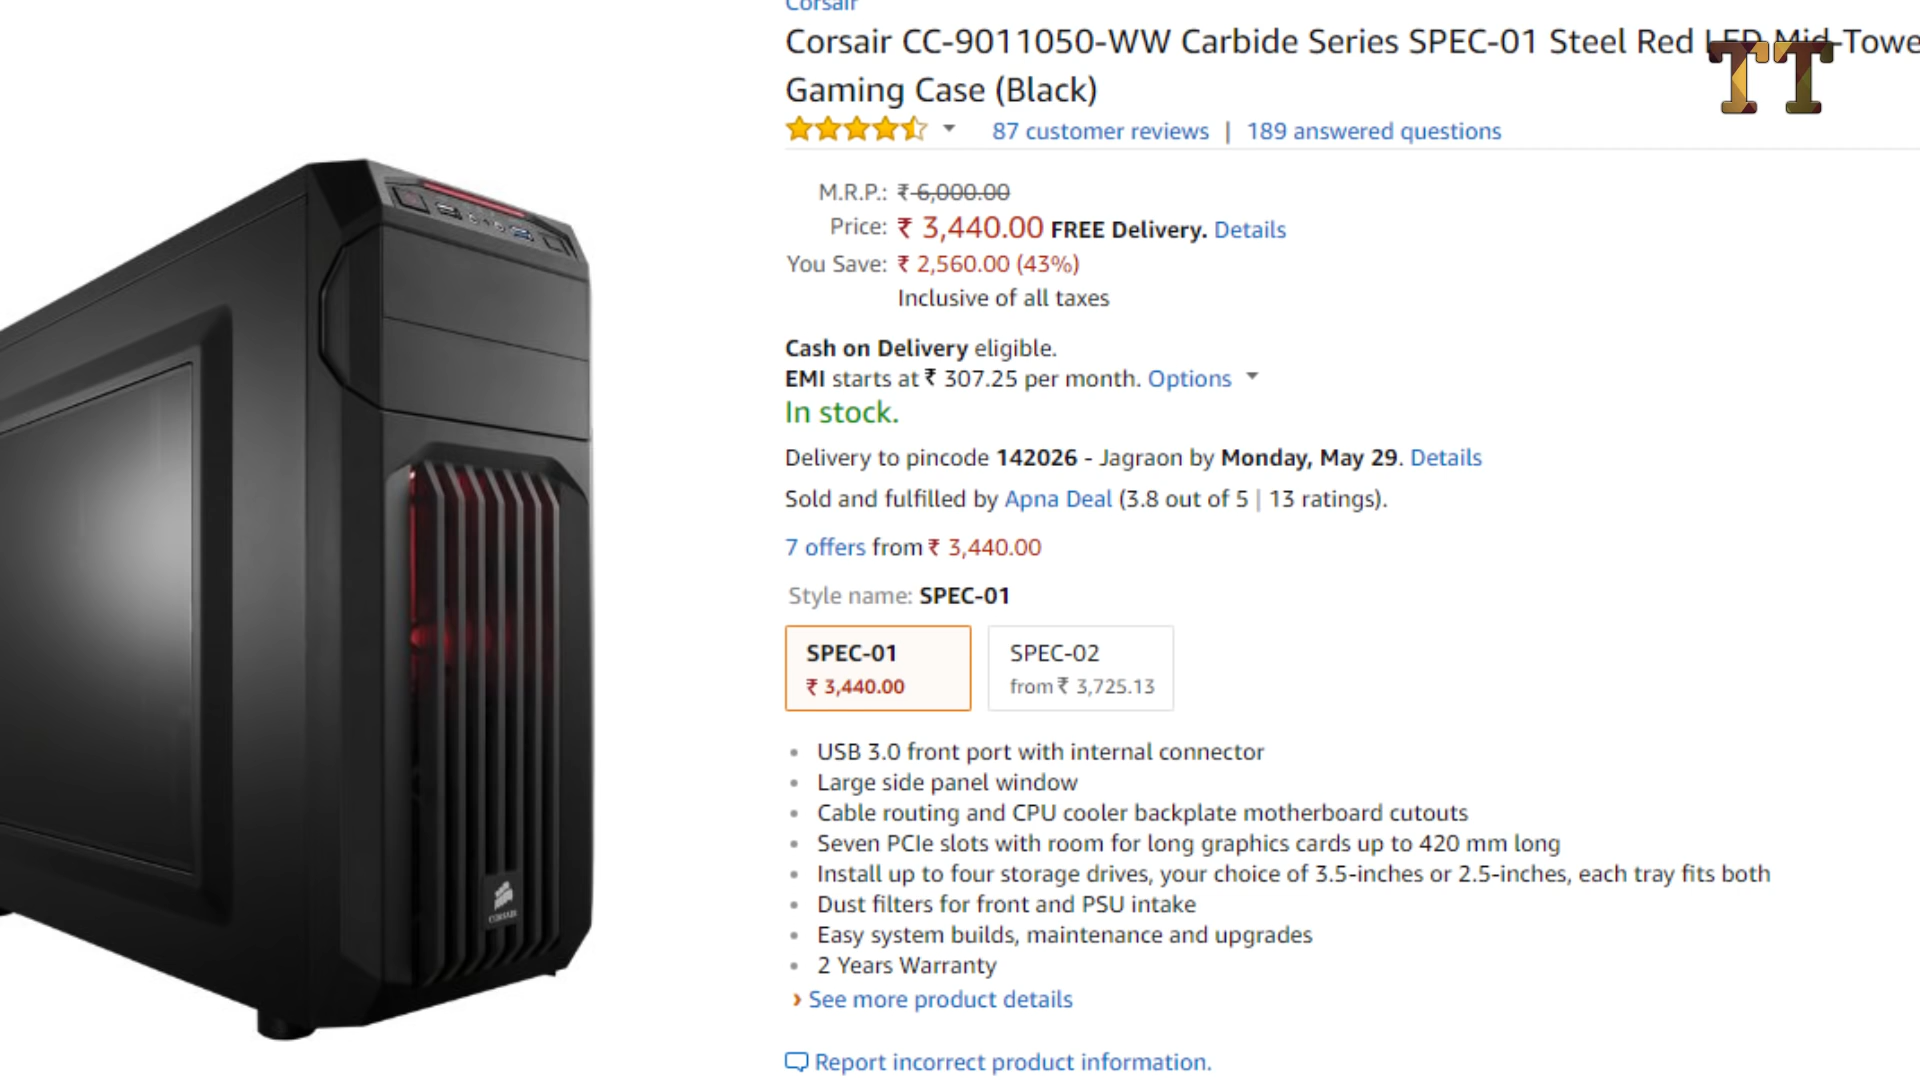 Corsair
Corsair CC-9011050-WW Carbide Series SPEC-01 Steel Red LED Mid-Towe
TT
Gaming Case (Black)
87 customer reviews | 189 answered questions
M.R.P.: ₹ 6,000.00
Price: ₹ 3,440.00 FREE Delivery. Details
You Save: ₹ 2,560.00 (43%)
Inclusive of all taxes
Cash on Delivery eligible.
EMI starts at ₹ 307.25 per month. Options
In stock.
Delivery to pincode 142026 - Jagraon by Monday, May 29. Details
Sold and fulfilled by Apna Deal (3.8 out of 5 | 13 ratings).
7 offers from ₹ 3,440.00
Style name: SPEC-01
SPEC-01 SPEC-02
₹ 3,440.00 from ₹ 3,725.13
• USB 3.0 front port with internal connector
• Large side panel window
• Cable routing and CPU cooler backplate motherboard cutouts
• Seven PCIe slots with room for long graphics cards up to 420 mm long
• Install up to four storage drives, your choice of 3.5-inches or 2.5-inches, each tray fits both
• Dust filters for front and PSU intake
CORSAIR
• Easy system builds, maintenance and upgrades
• 2 Years Warranty
› See more product details
Report incorrect product information.